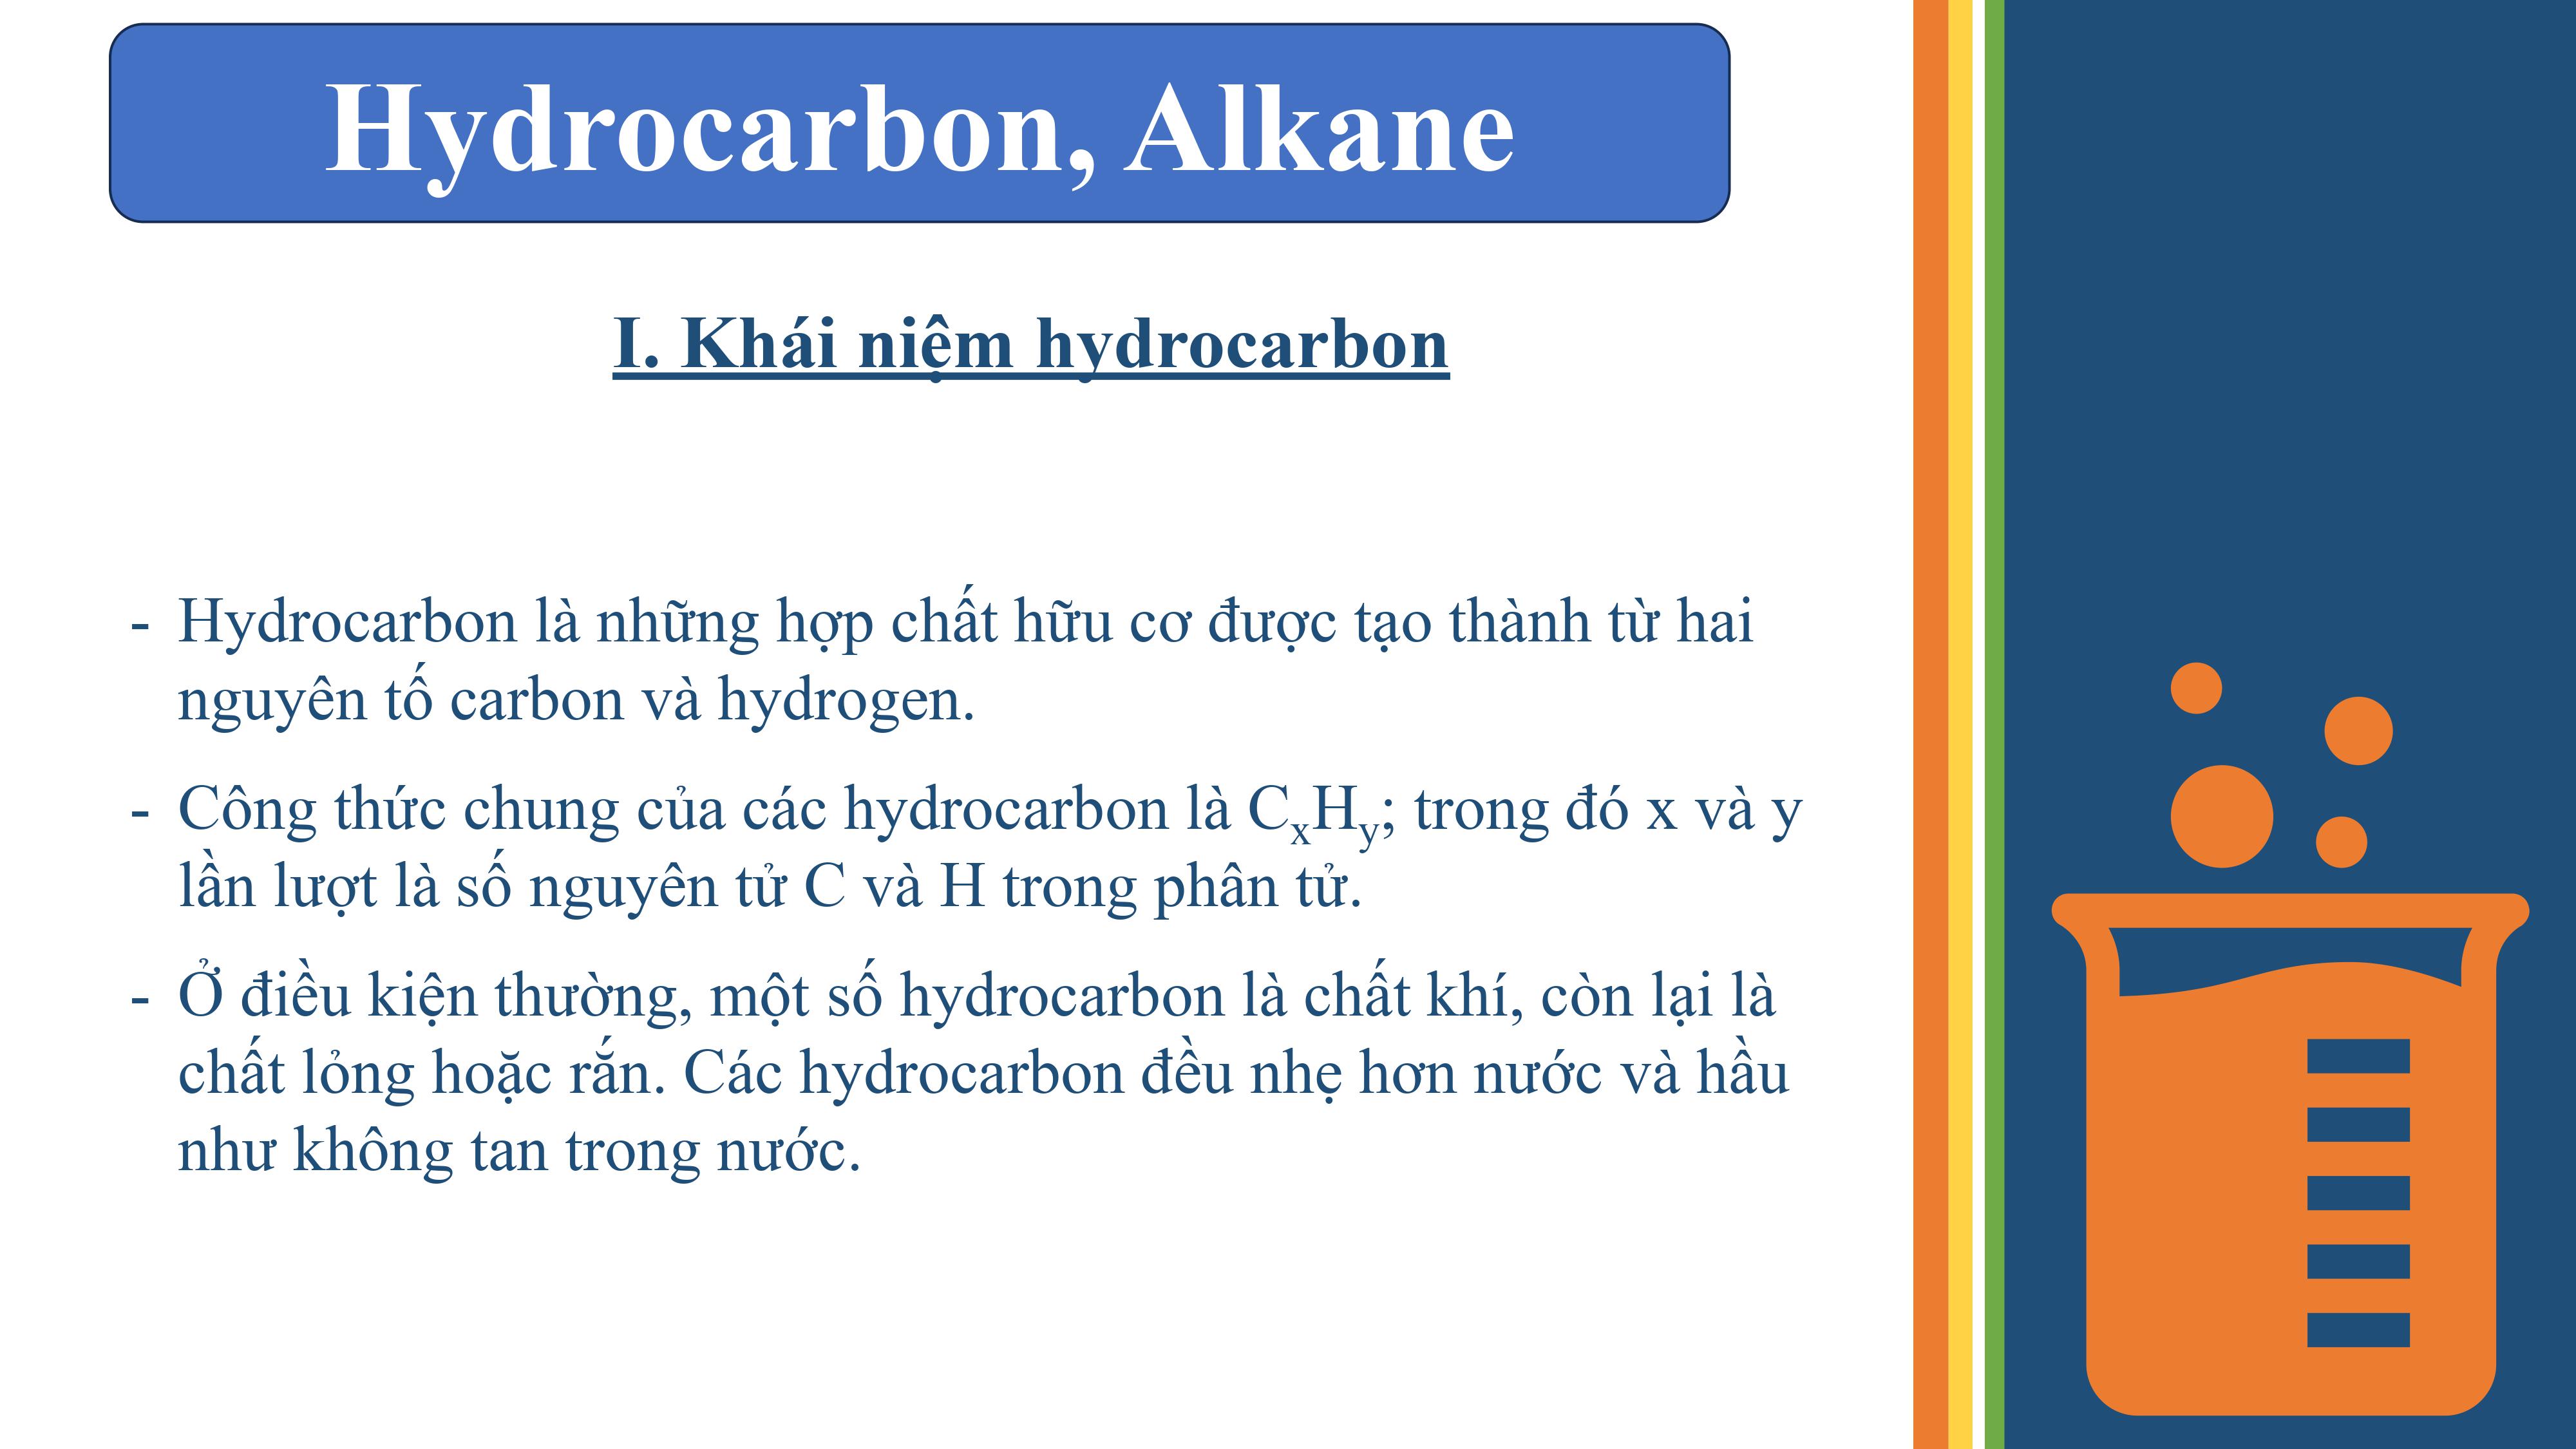 Hydrocarbon, Alkane
I. Khái niệm hydrocarbon
- Hydrocarbon là những hợp chất hữu cơ được tạo thành từ hai
nguyên tố carbon và hydrogen.
- Công thức chung của các hydrocarbon là CₓHᵧ; trong đó x và y
lần lượt là số nguyên tử C và H trong phân tử.
- Ở điều kiện thường, một số hydrocarbon là chất khí, còn lại là
chất lỏng hoặc rắn. Các hydrocarbon đều nhẹ hơn nước và hầu
như không tan trong nước.